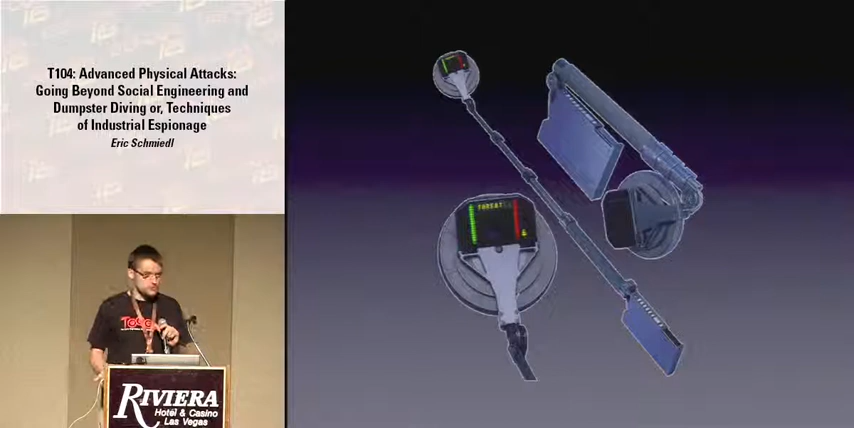 T104: Advanced Physical Attacks:
Going Beyond Social Engineering and
Dumpster Diving or, Techniques
of Industrial Espionage
Eric Schmiedl
THREAT
RIVIERA
Hotel & Casino
Las Vegas